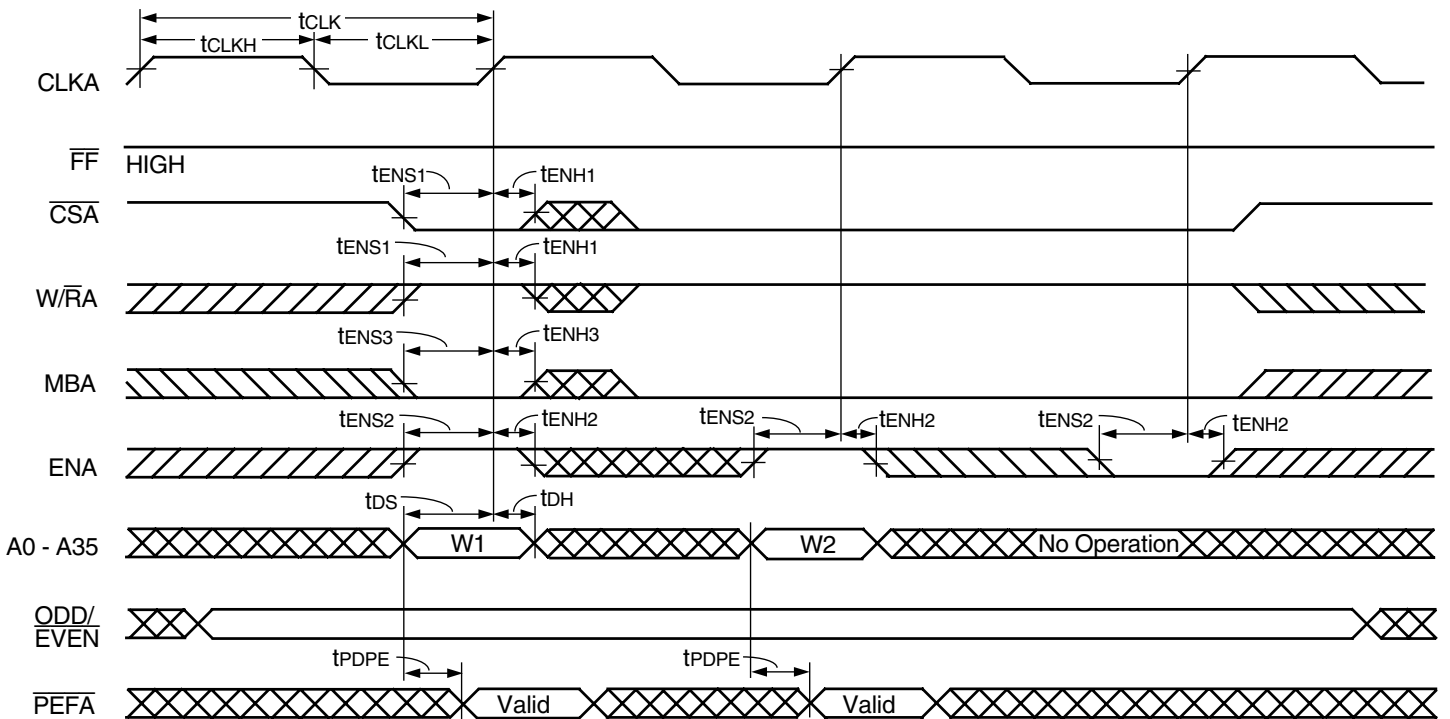 tCLK
tCLKH tCLKL
CLKA
FF HIGH
tENS1 tENH1
CSA
tENS1 tENH1
W/RA
tENS3 tENH3
MBA
tENS2 tENH2 tENS2 tENH2 tENS2 tENH2
ENA
tDS tDH
A0 - A35 W1 W2 No Operation
ODD/
EVEN
tPDPE tPDPE
PEFA Valid Valid